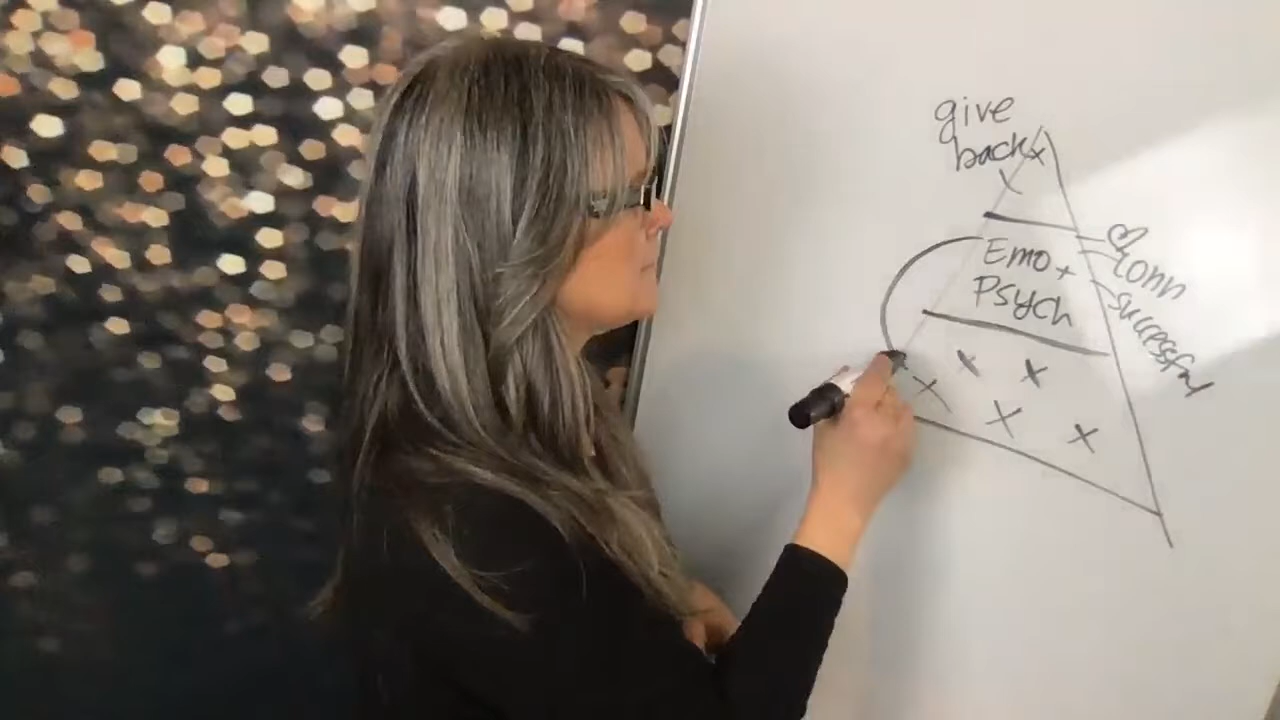 give
back
Emo +
Psych
conn
successful